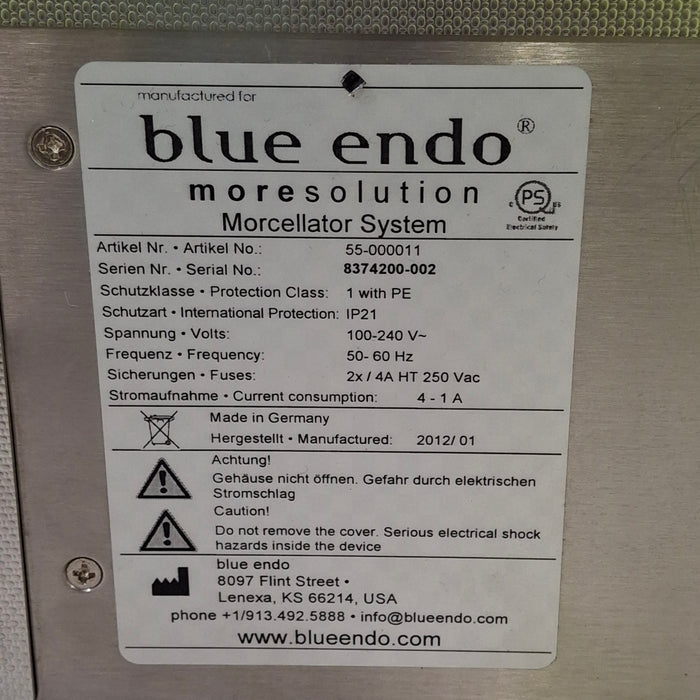 manufactured for
blue endo®
moresolution
Morcellator System
c PS us
Certified
Electrical Safety
Artikel Nr. • Artikel No.: 55-000011
Serien Nr. • Serial No.: 8374200-002
Schutzklasse • Protection Class: 1 with PE
Schutzart • International Protection: IP21
Spannung • Volts: 100-240 V~
Frequenz • Frequency: 50- 60 Hz
Sicherungen • Fuses: 2x / 4A HT 250 Vac
Stromaufnahme • Current consumption: 4 - 1 A
Made in Germany
Hergestellt • Manufactured: 2012/ 01
Achtung!
Gehäuse nicht öffnen. Gefahr durch elektrischen
Stromschlag
Caution!
Do not remove the cover. Serious electrical shock
hazards inside the device
blue endo
8097 Flint Street •
Lenexa, KS 66214, USA
phone +1/913.492.5888 • info@blueendo.com
www.blueendo.com